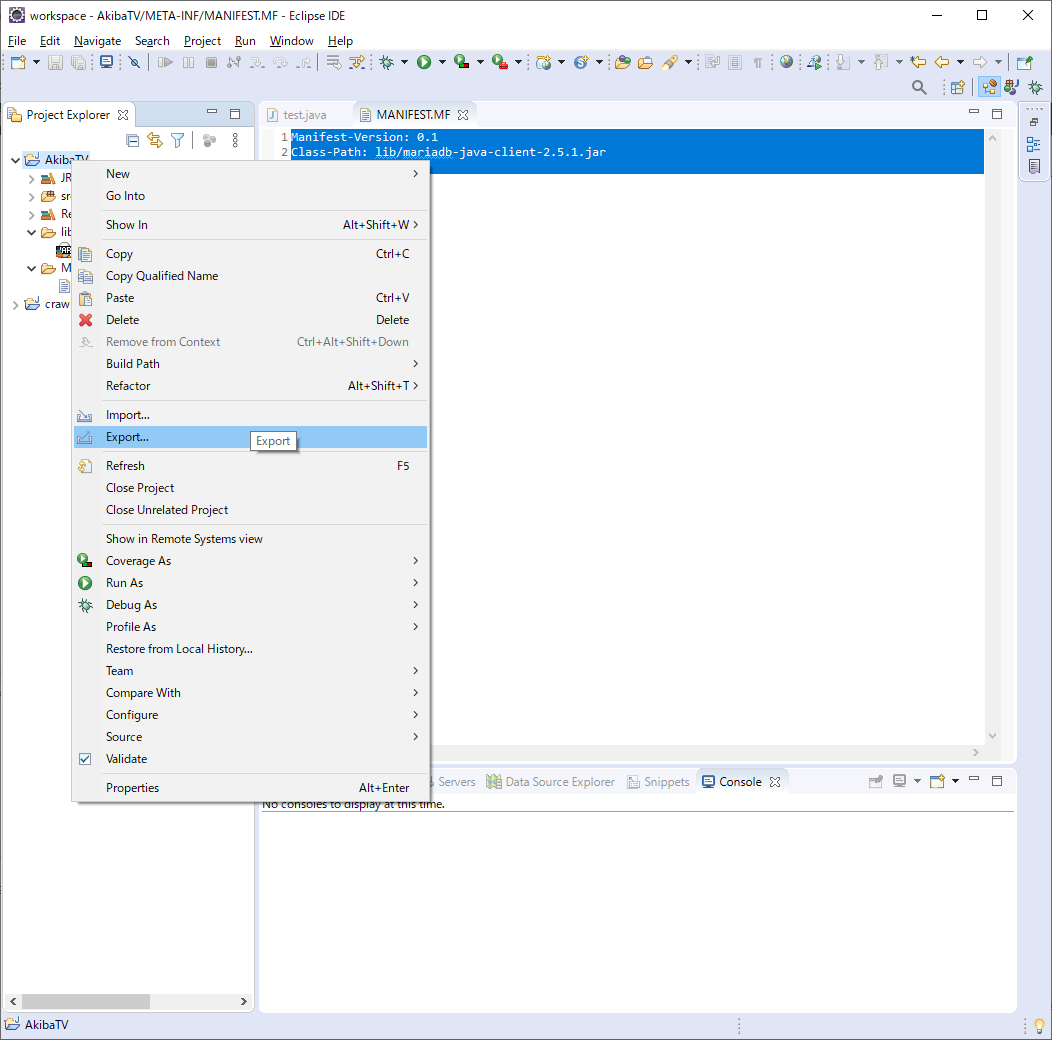 workspace - AkibaTV/META-INF/MANIFEST.MF - Eclipse IDE
File Edit Navigate Search Project Run Window Help
Project Explorer
test.java
MANIFEST.MF
1 Manifest-Version: 0.1
2 Class-Path: lib/mariadb-java-client-2.5.1.jar
AkibaTV
JR
src
Re
lib
M
craw
New
Go Into
Show In Alt+Shift+W
Copy Ctrl+C
Copy Qualified Name
Paste Ctrl+V
Delete Delete
Remove from Context Ctrl+Alt+Shift+Down
Build Path
Refactor Alt+Shift+T
Import...
Export...
Export
Refresh F5
Close Project
Close Unrelated Project
Show in Remote Systems view
Coverage As
Run As
Debug As
Profile As
Restore from Local History...
Team
Compare With
Configure
Source
Validate
Properties Alt+Enter
Servers Data Source Explorer Snippets Console
No consoles to display at this time.
AkibaTV